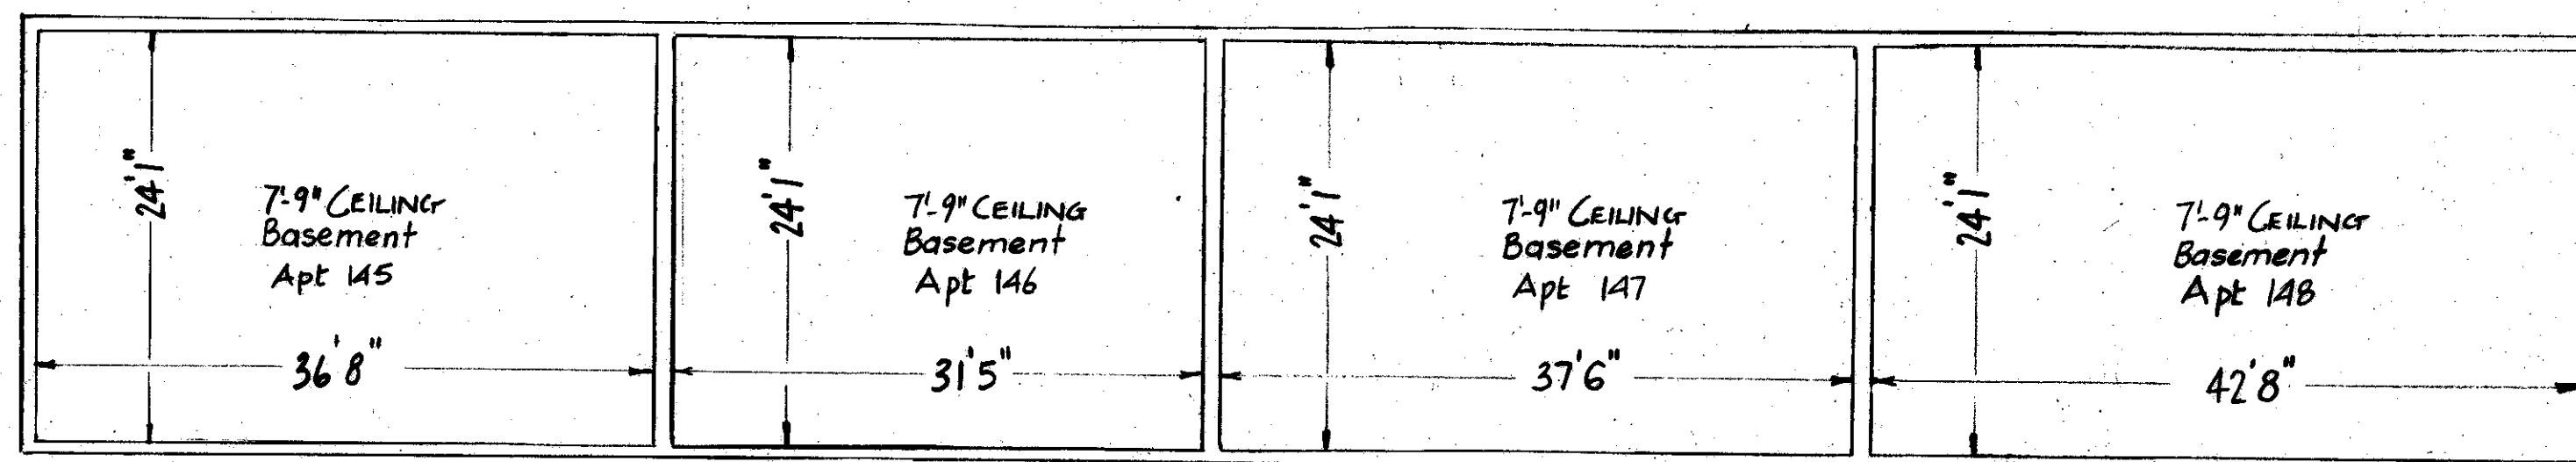 24'1"
7'-9" CEILING
Basement
Apt 145
36'8"
24'1"
7'-9" CEILING
Basement
Apt 146
31'5"
24'1"
7'-9" CEILING
Basement
Apt 147
37'6"
24'1"
7'-9" CEILING
Basement
Apt 148
42'8"